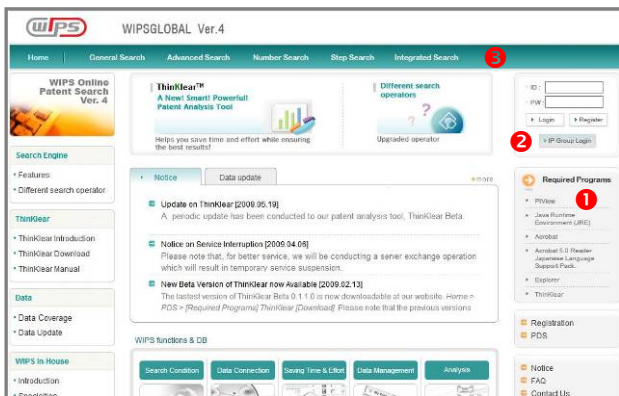 WIPS
WIPSGLOBAL Ver.4
Home General Search Advanced Search Number Search Step Search Integrated Search
3
WIPS Online
Patent Search
Ver. 4
Search Engine
Features
Different search operator
ThinKlear
ThinKlear Introduction
ThinKlear Download
ThinKlear Manual
Data
Data Coverage
Data Update
WIPS In House
Introduction
ThinKlear™
A New! Smart! Powerful!
Patent Analysis Tool
Helps you save time and effort while ensuring
the best results!
Different search
operators
Upgraded operator
Notice Data update
more
Update on ThinKlear [2009.05.19]
A periodic update has been conducted to our patent analysis tool, ThinKlear Beta.
Notice on Service Interruption [2009.04.06]
Please note that, for better service, we will be conducting a server exchange operation
which will result in temporary service suspension.
New Beta Version of ThinKlear now Available [2009.02.13]
The lastest version of ThinKlear Beta 0.1.1.0 is now downloadable at our website. Home >
PDS > [Required Programs] ThinKlear [Download]. Please note that the previous versions
WIPS functions & DB
Search Condition Data Connection Saving Time & Effort Data Management Analysis
ID :
PW :
Login Register
2
IP Group Login
Required Programs
1
PIView
Java Runtime
Environment (JRE)
Acrobat
Acrobat 5.0 Reader
Japanese Language
Support Pack.
Explorer
ThinKlear
Registration
PDS
Notice
FAQ
Contact Us